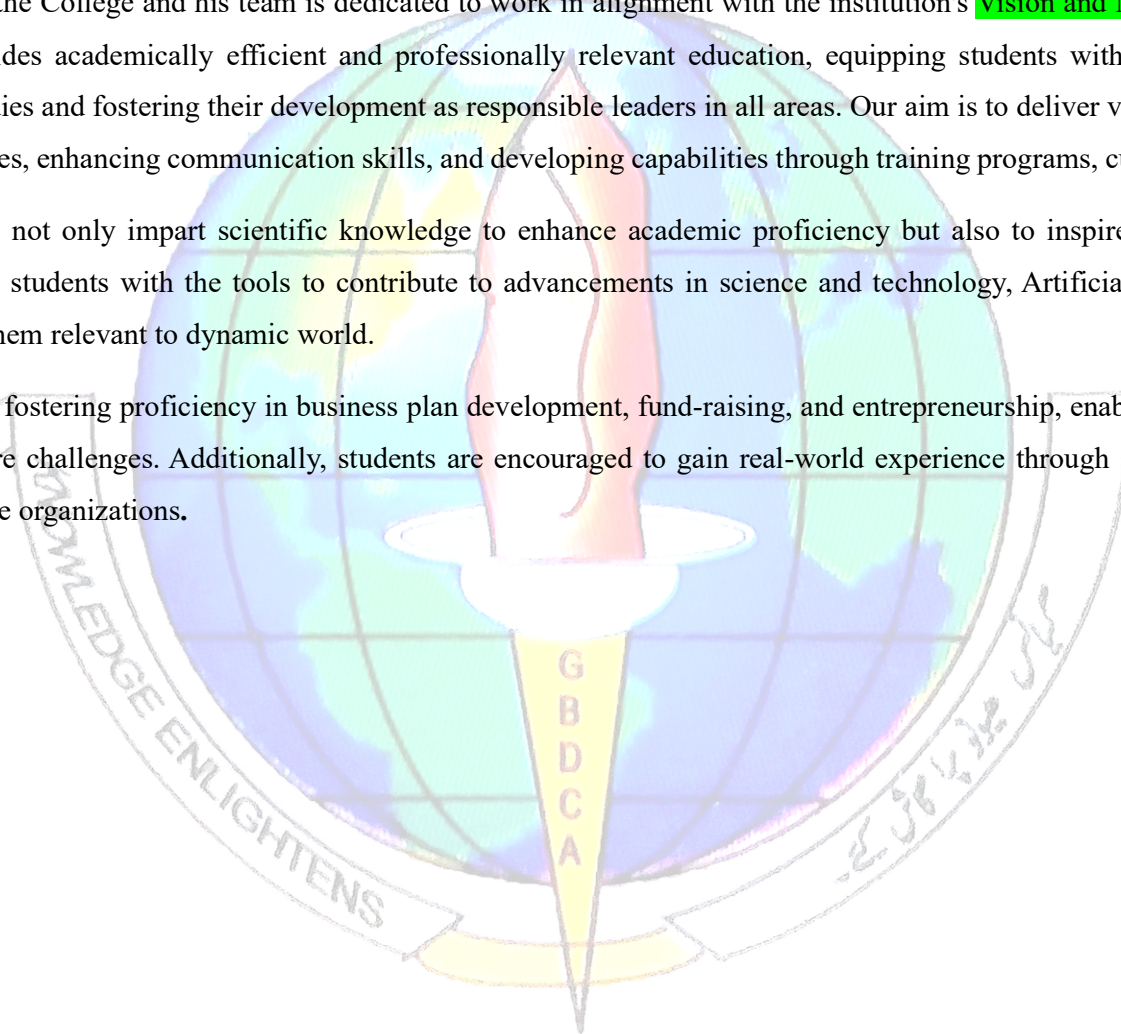 the College and his team is dedicated to work in alignment with the institution's Vision and
ides academically efficient and professionally relevant education, equipping students with
ies and fostering their development as responsible leaders in all areas. Our aim is to deliver v
es, enhancing communication skills, and developing capabilities through training programs, cu
not only impart scientific knowledge to enhance academic proficiency but also to inspire
students with the tools to contribute to advancements in science and technology, Artificia
hem relevant to dynamic world.
fostering proficiency in business plan development, fund-raising, and entrepreneurship, enab
re challenges. Additionally, students are encouraged to gain real-world experience through
e organizations.
KNOWLEDGE ENLIGHTENS
G
B
D
C
A